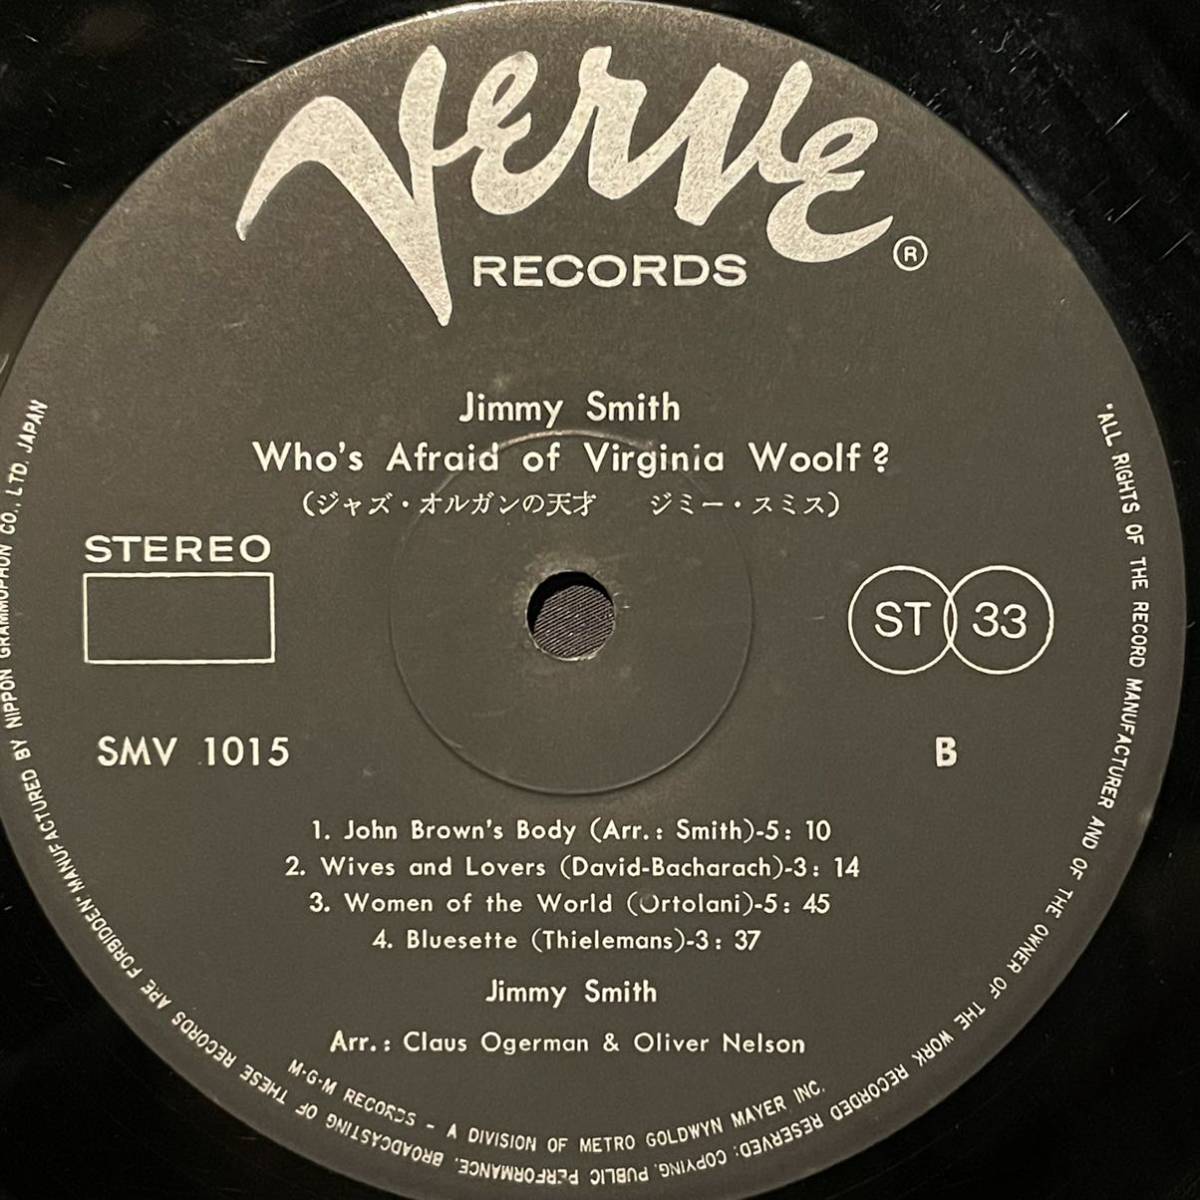 Verve
RECORDS ®
Jimmy Smith
Who's Afraid of Virginia Woolf?
(ジャズ・オルガンの天才 ジミー・スミス)
STEREO
ST 33
SMV 1015
B
1. John Brown's Body (Arr.: Smith)-5: 10
2. Wives and Lovers (David-Bacharach)-3: 14
3. Women of the World (Ortolani)-5: 45
4. Bluesette (Thielemans)-3: 37
Jimmy Smith
Arr.: Claus Ogerman & Oliver Nelson
M-G-M RECORDS - A DIVISION OF METRO GOLDWYN MAYER INC.
"ALL RIGHTS OF THE RECORD MANUFACTURER AND OF THE OWNER OF THE WORK RECORDED RESERVED: COPYING, PUBLIC PERFORMANCE, BROADCASTING OF THESE RECORDS ARE FORBIDDEN" MANUFACTURED BY NIPPON GRAMMOPHON CO., LTD. JAPAN